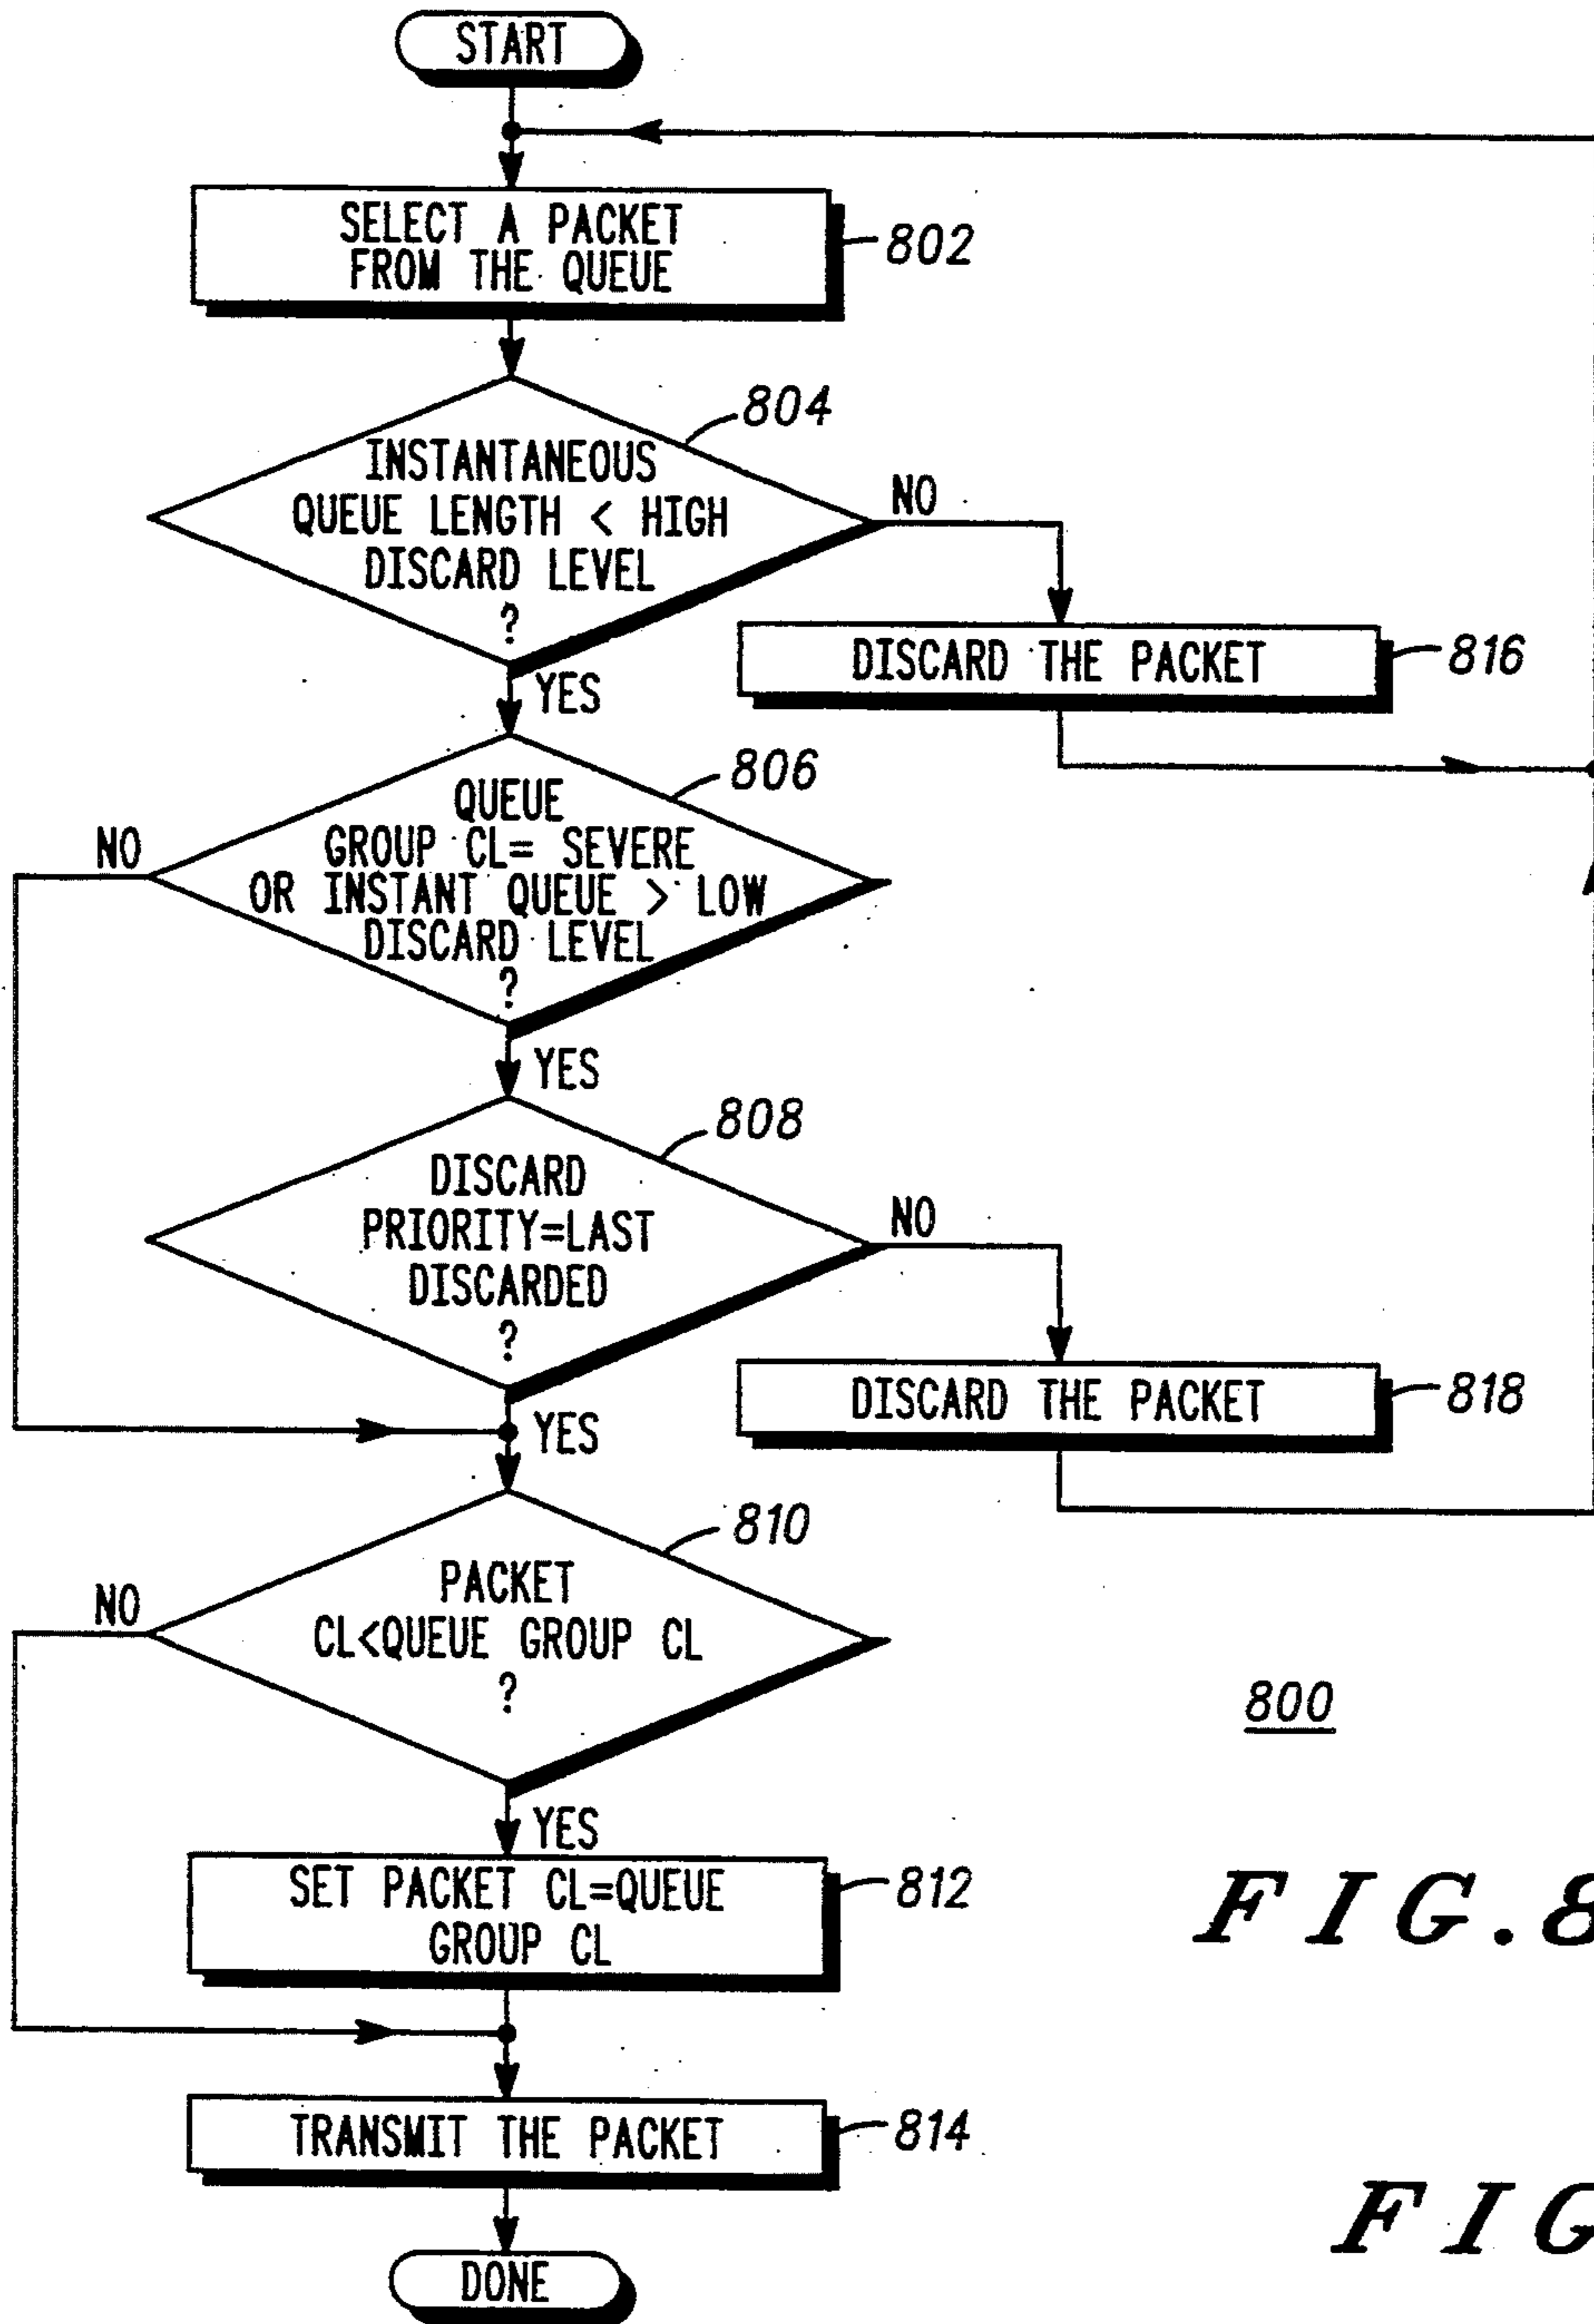 START
SELECT A PACKET
FROM THE QUEUE
802
804
INSTANTANEOUS
QUEUE LENGTH < HIGH
DISCARD LEVEL
?
NO
YES
DISCARD THE PACKET
816
806
QUEUE
GROUP CL= SEVERE
OR INSTANT QUEUE > LOW
DISCARD LEVEL
?
NO
YES
808
DISCARD
PRIORITY=LAST
DISCARDED
?
NO
YES
DISCARD THE PACKET
818
810
PACKET
CL<QUEUE GROUP CL
?
NO
YES
800
SET PACKET CL=QUEUE
GROUP CL
812
FIG.8
TRANSMIT THE PACKET
814
FIG
DONE